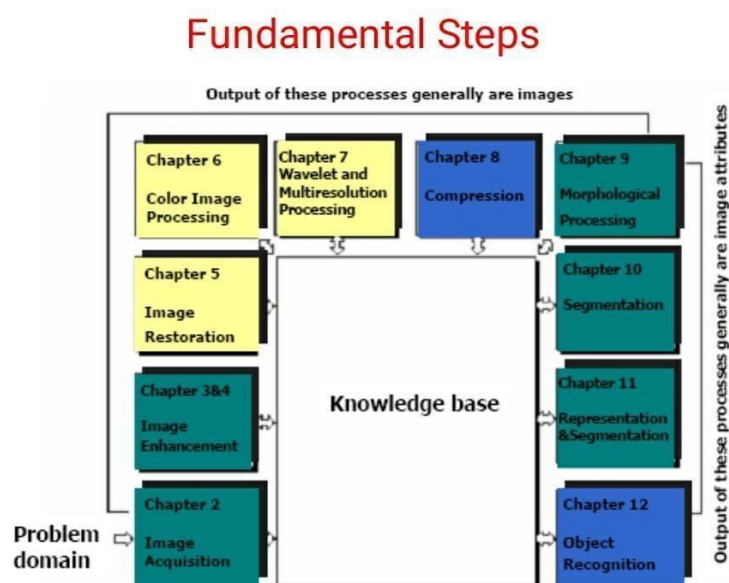 Fundamental Steps
Output of these processes generally are images
Chapter 6
Color Image
Processing
Chapter 7
Wavelet and
Multiresolution
Processing
Chapter 8
Compression
Chapter 9
Morphological
Processing
Chapter 5
Image
Restoration
Chapter 10
Segmentation
Chapter 3&4
Image
Enhancement
Knowledge base
Chapter 11
Representation
&Segmentation
Problem
domain
Chapter 2
Image
Acquisition
Chapter 12
Object
Recognition
Output of these processes generally are image attributes